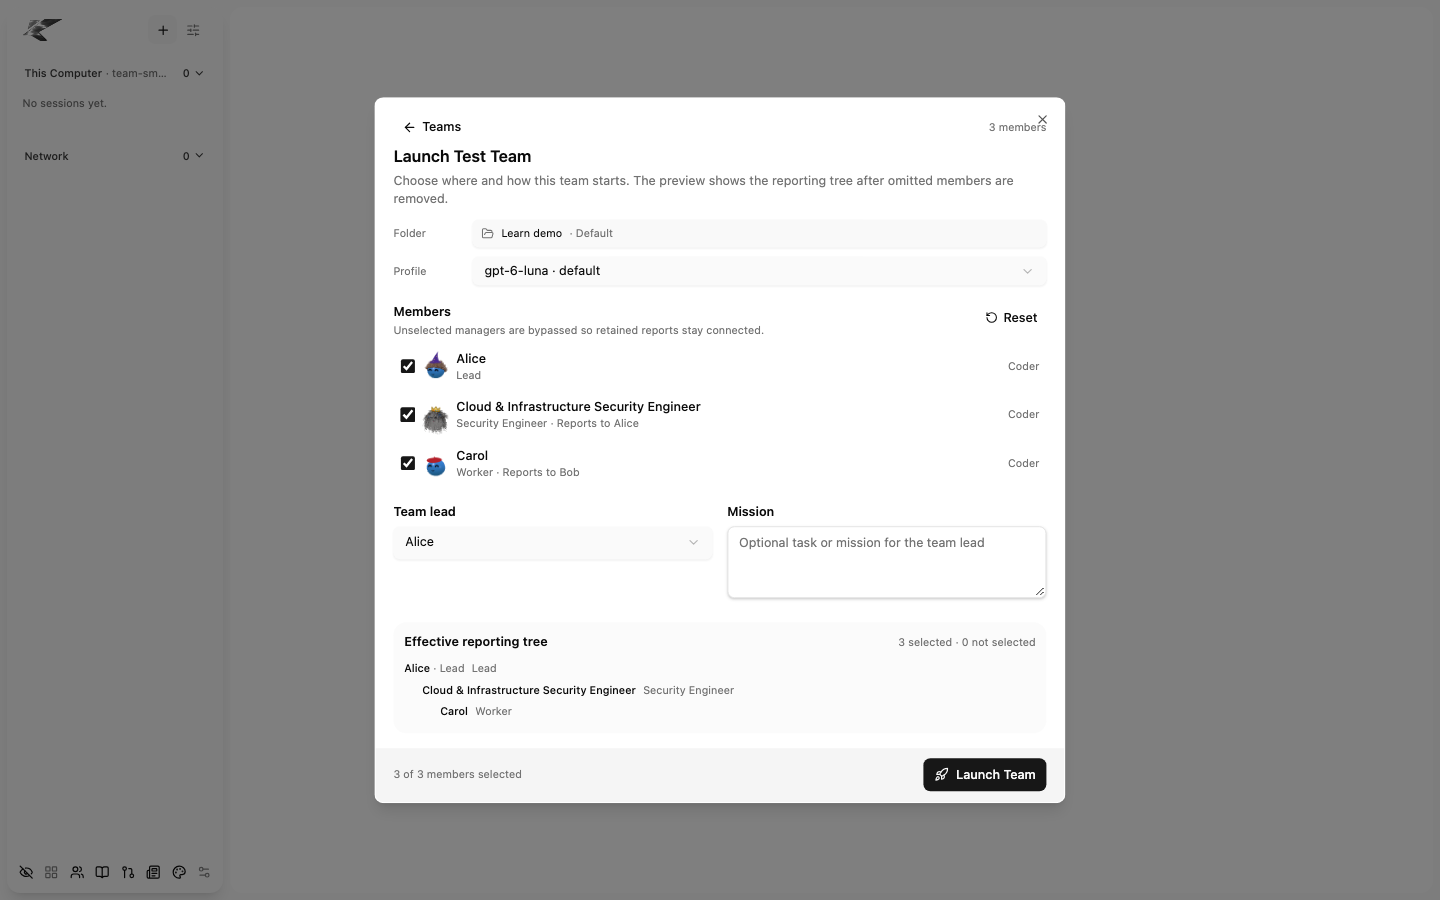 This Computer · team-sm... 0
No sessions yet.
Network 0
Teams
3 members
Launch Test Team
Choose where and how this team starts. The preview shows the reporting tree after omitted members are
removed.
Folder
Learn demo · Default
Profile
gpt-6-luna · default
Members
Unselected managers are bypassed so retained reports stay connected.
Reset
Alice
Lead
Coder
Cloud & Infrastructure Security Engineer
Security Engineer · Reports to Alice
Coder
Carol
Worker · Reports to Bob
Coder
Team lead
Alice
Mission
Optional task or mission for the team lead
Effective reporting tree
3 selected · 0 not selected
Alice · Lead Lead
Cloud & Infrastructure Security Engineer Security Engineer
Carol Worker
3 of 3 members selected
Launch Team